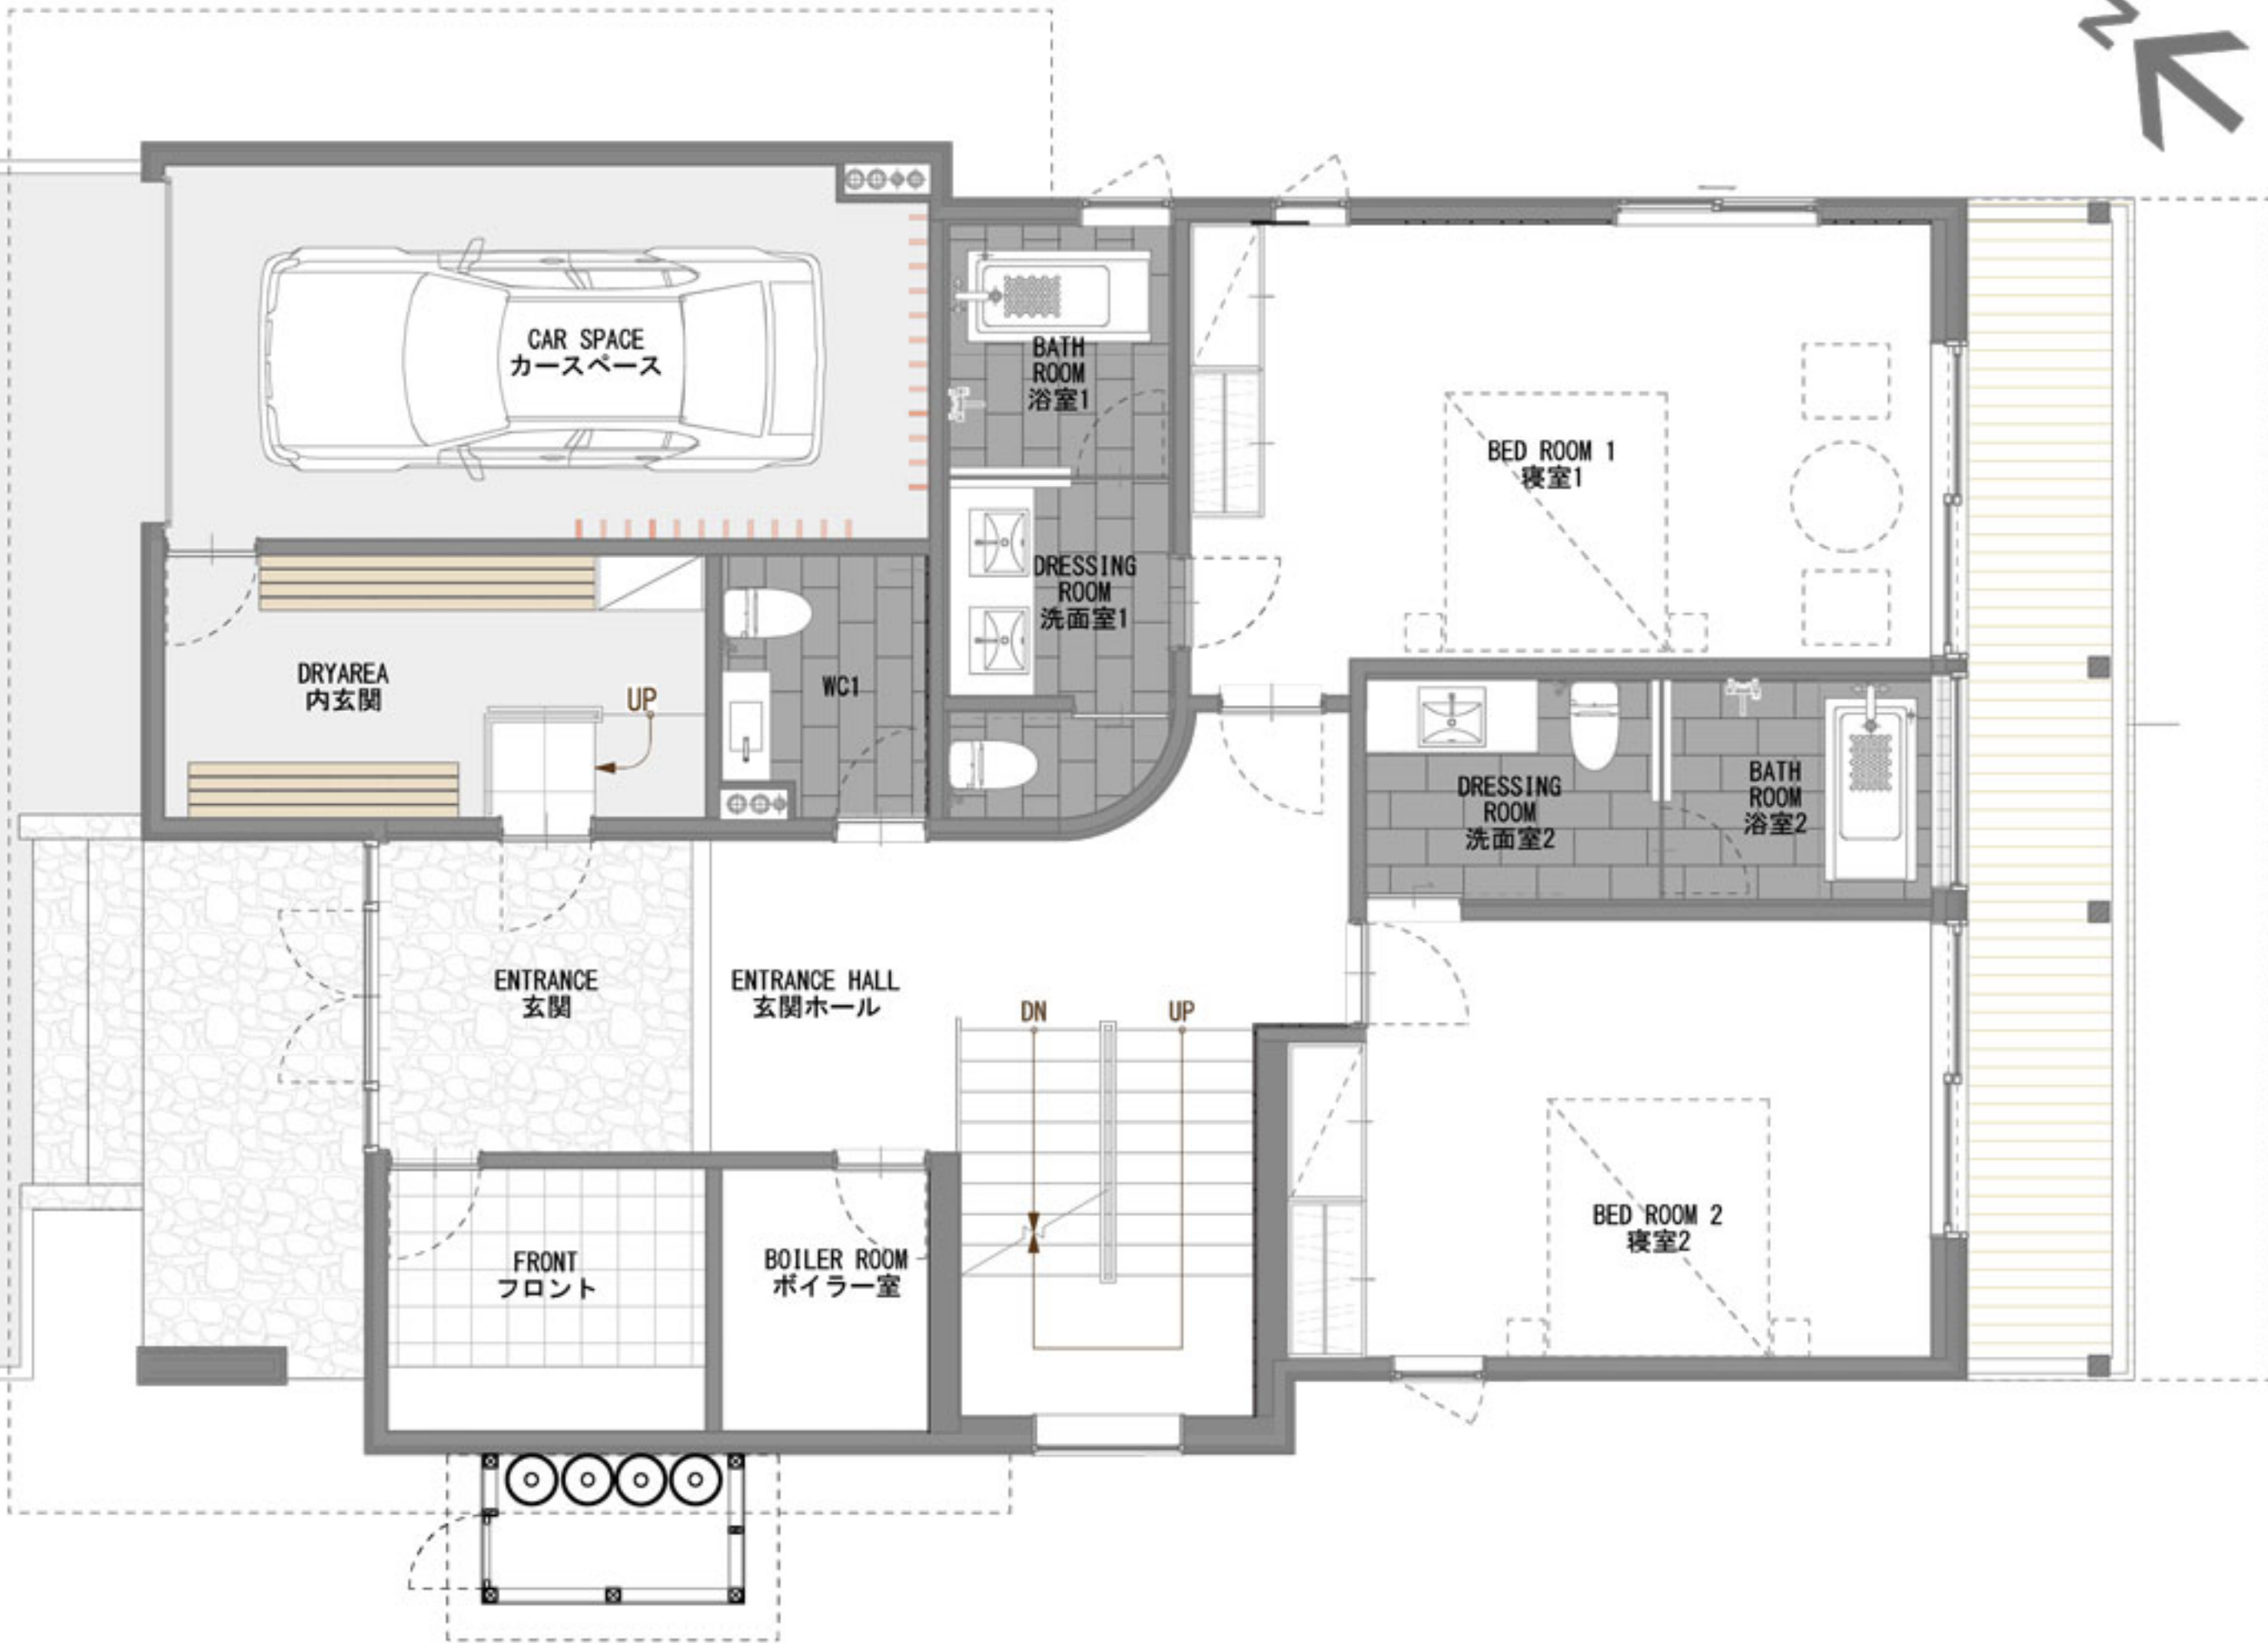 N
CAR SPACE
カースペース
BATH
ROOM
浴室1
BED ROOM 1
寝室1
DRESSING
ROOM
洗面室1
DRYAREA
内玄関
UP
WC1
DRESSING
ROOM
洗面室2
BATH
ROOM
浴室2
ENTRANCE
玄関
ENTRANCE HALL
玄関ホール
DN
UP
BED ROOM 2
寝室2
FRONT
フロント
BOILER ROOM
ボイラー室